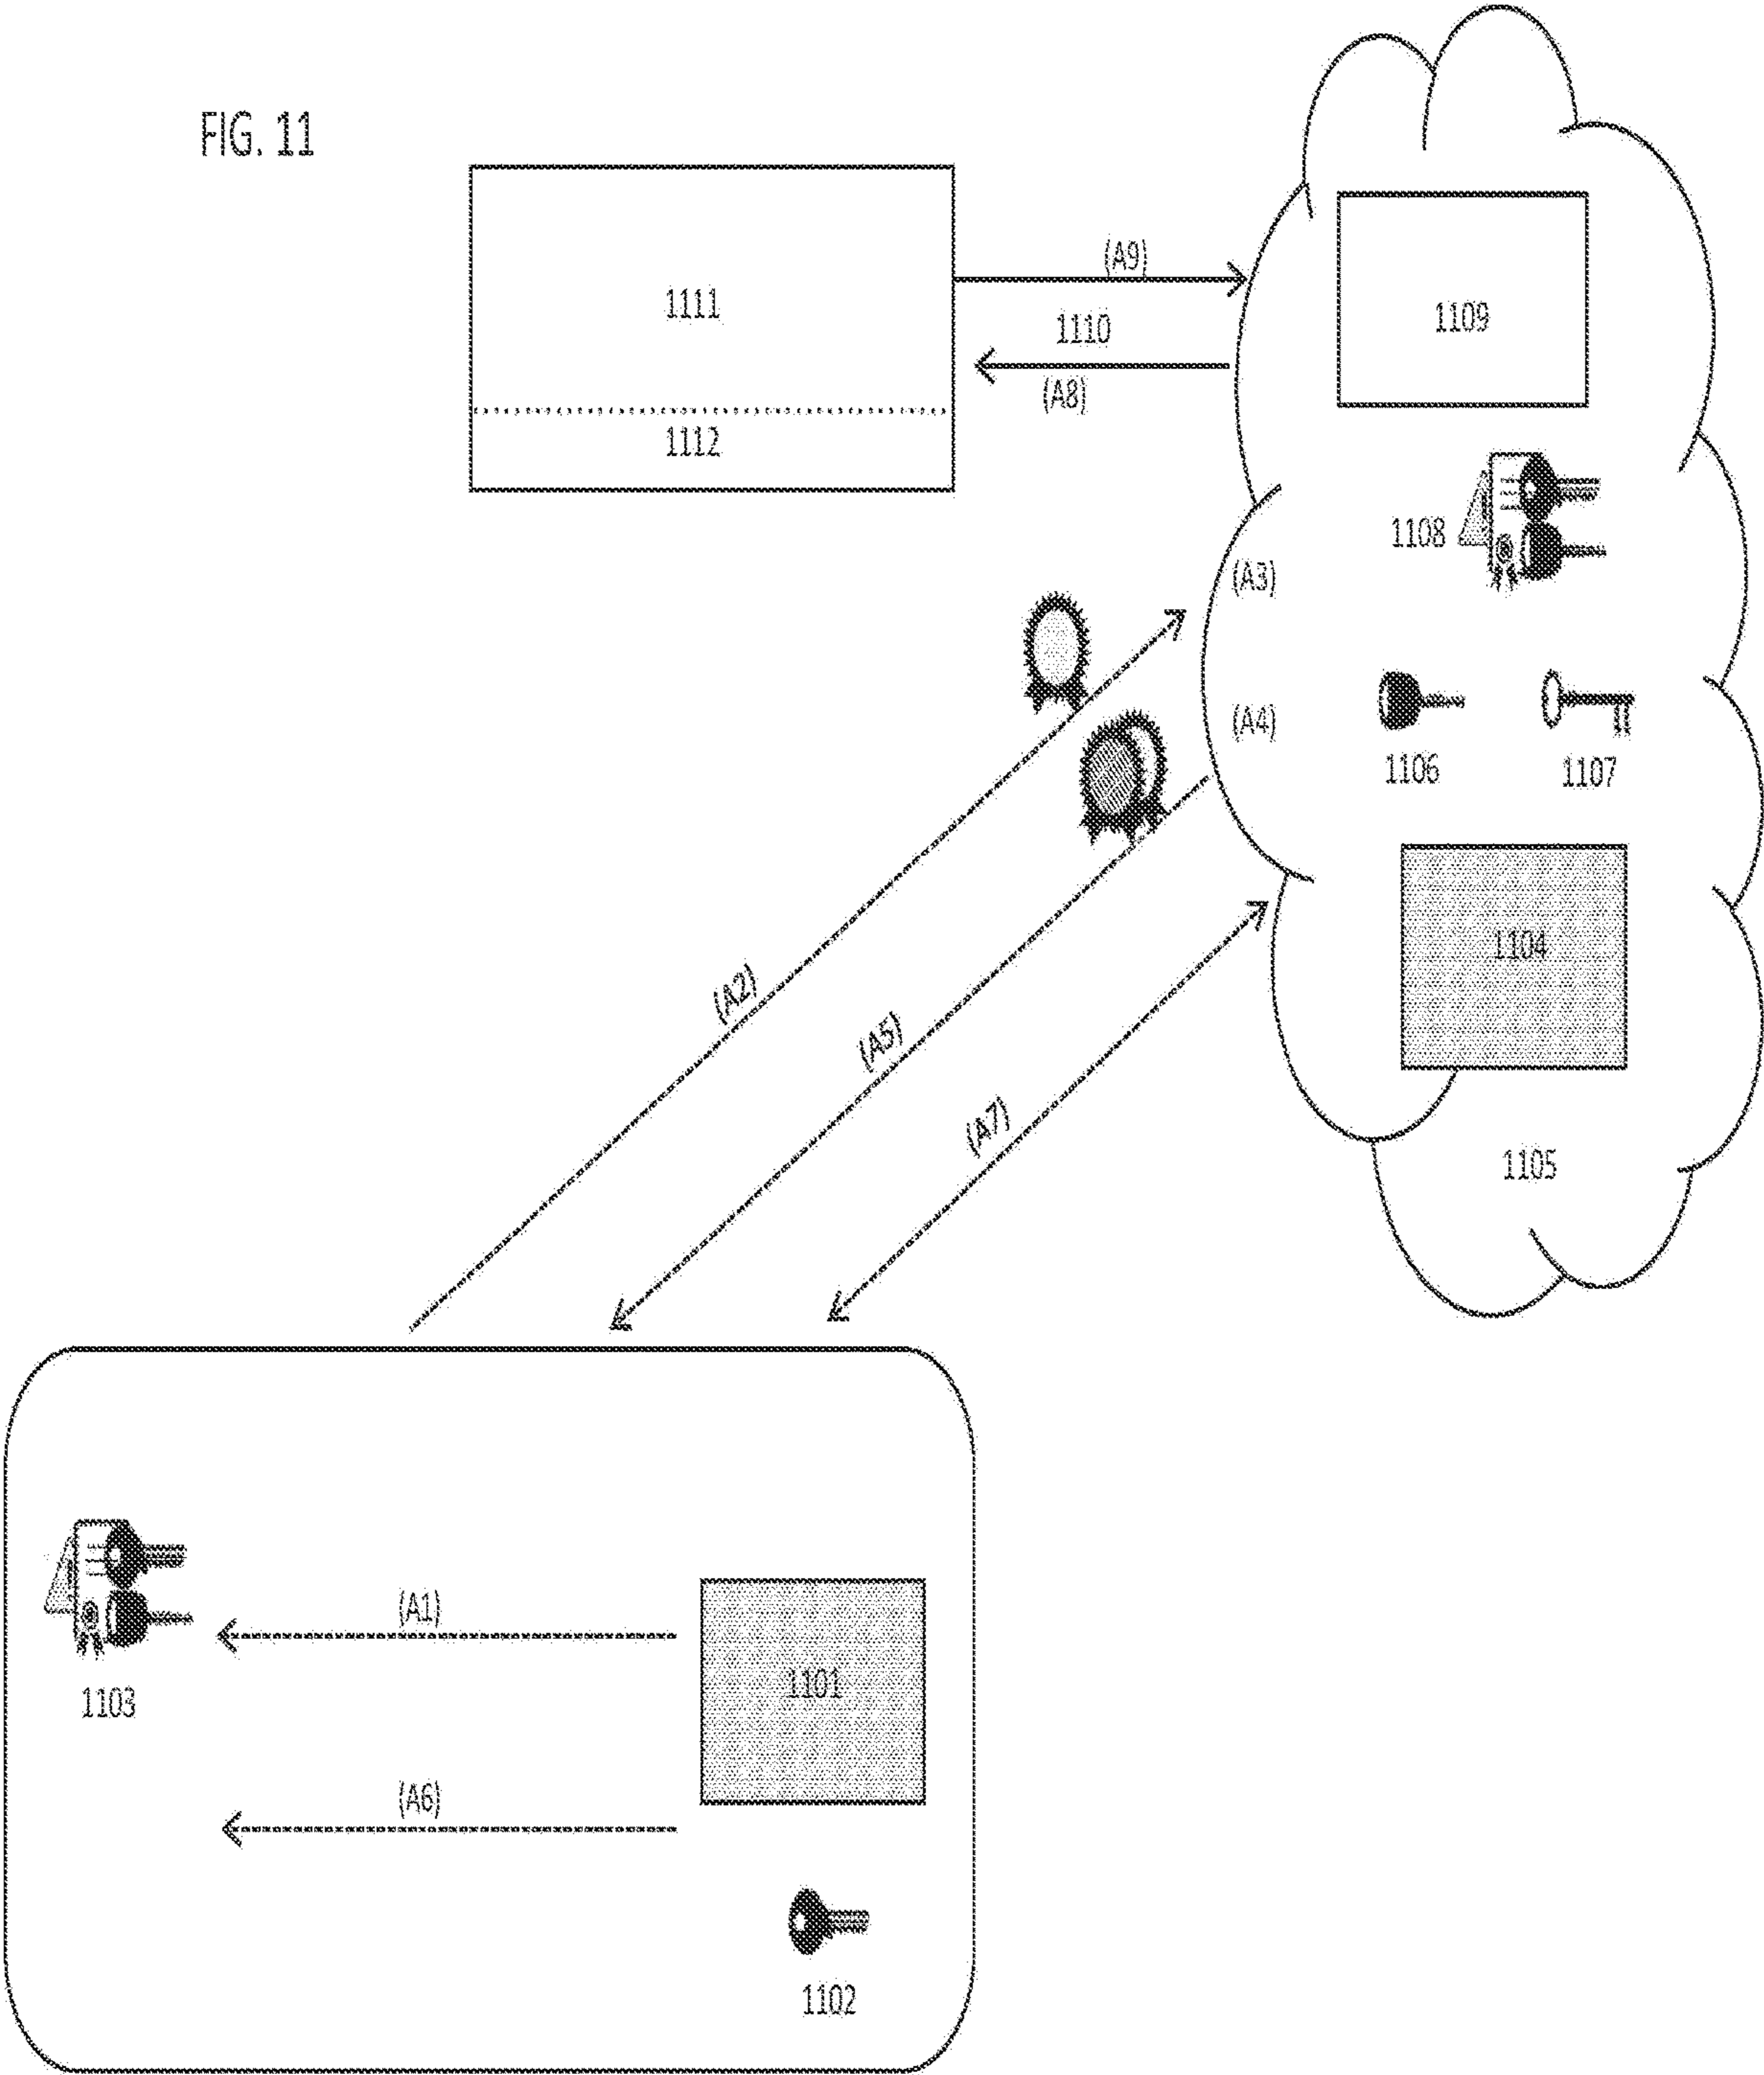 FIG. 11
(A9)
1111
1110
1109
(A8)
1112
1108
(A3)
(A4)
1106
1107
1104
(A2)
(A5)
(A7)
1105
(A1)
1101
1103
(A6)
1102